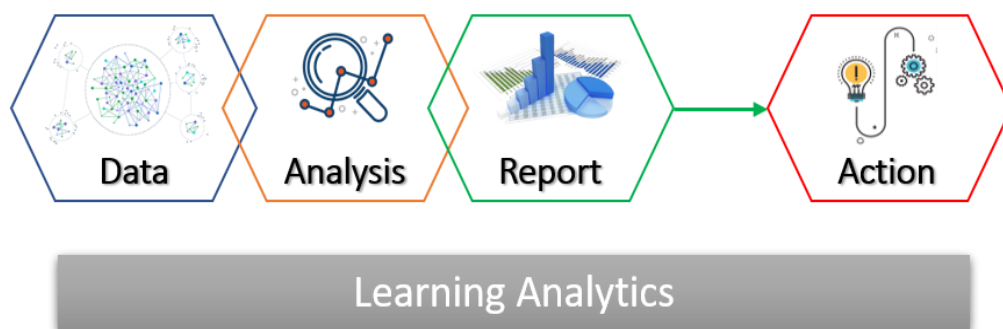 Data
Analysis
Report
Action
Learning Analytics